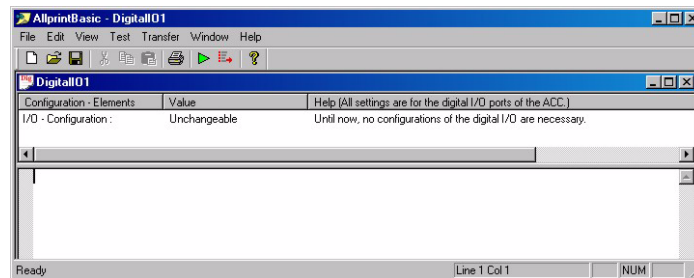 AllprintBasic - DigitalIO1
File Edit View Test Transfer Window Help
DigitalIO1
Configuration - Elements Value Help (All settings are for the digital I/O ports of the ACC.)
I/O - Configuration : Unchangeable Until now, no configurations of the digital I/O are necessary.
Ready Line 1 Col 1 NUM